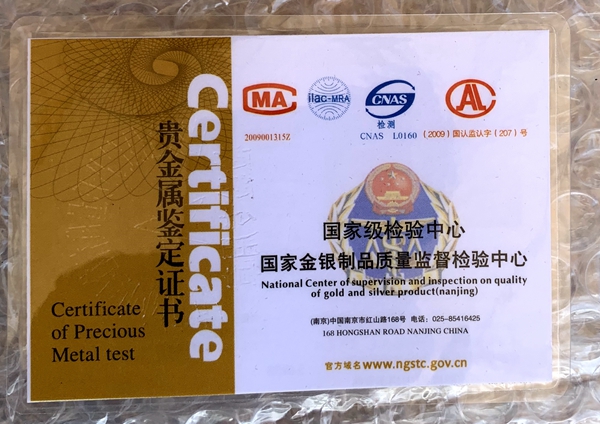 Certificate
贵金属鉴定证书
Certificate
of Precious
Metal test
MA
2009001315Z
ilac-MRA
CNAS
检测
CNAS L0160
AL
(2009)国认监认字(207)号
国家级检验中心
国家金银制品质量监督检验中心
National Center of supervision and inspection on quality
of gold and silver product(nanjing)
(南京)中国南京市红山路168号 电话：025-85416425
168 HONGSHAN ROAD NANJING CHINA
官方域名www.ngstc.gov.cn